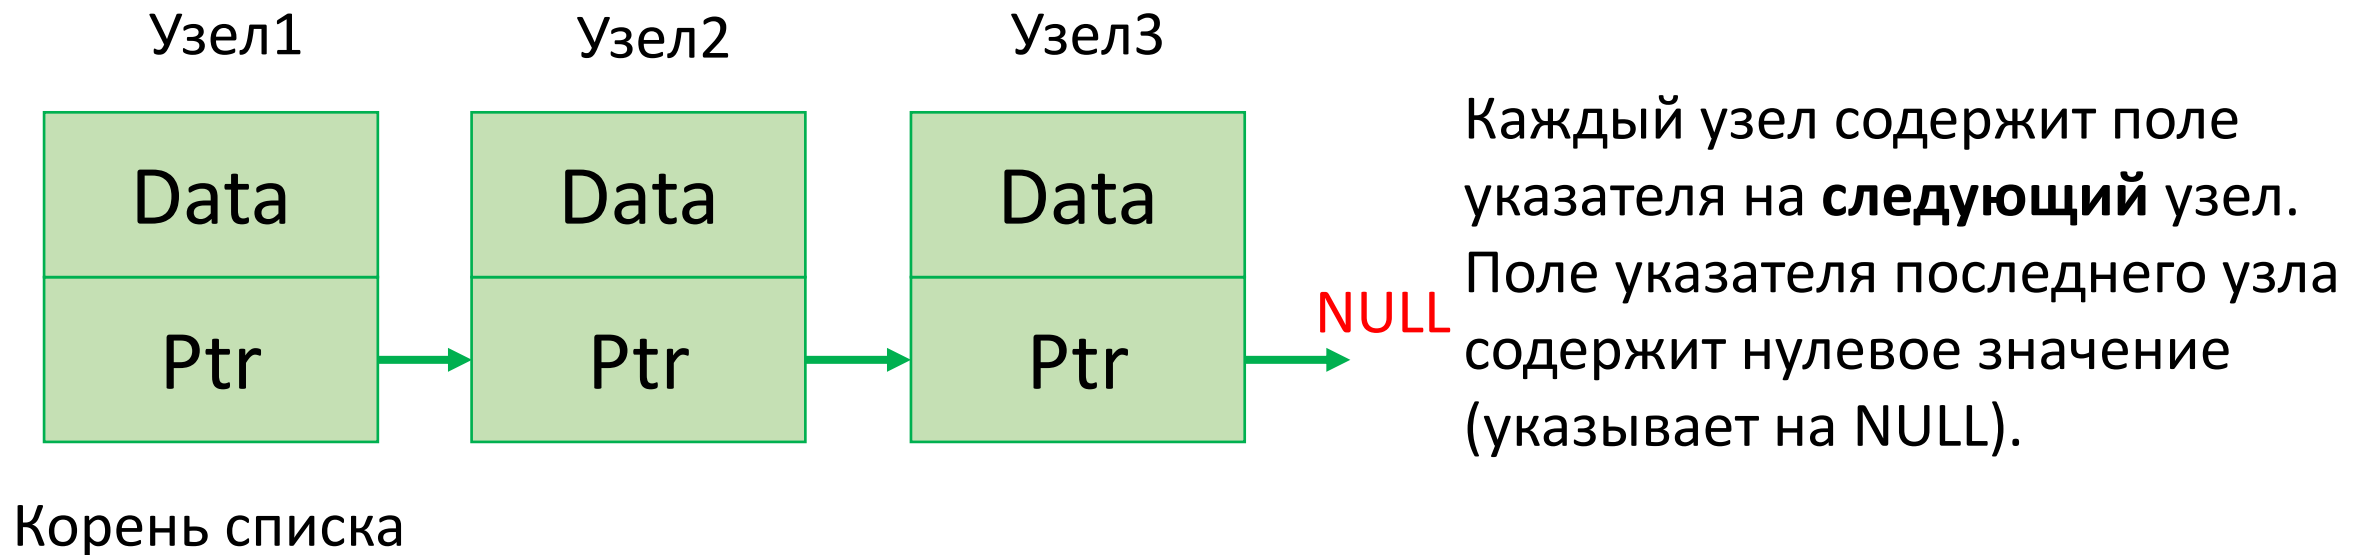 Узел1
Узел2
Узел3
Data
Data
Data
Ptr
Ptr
Ptr
NULL
Корень списка
Каждый узел содержит поле
указателя на следующий узел.
Поле указателя последнего узла
содержит нулевое значение
(указывает на NULL).